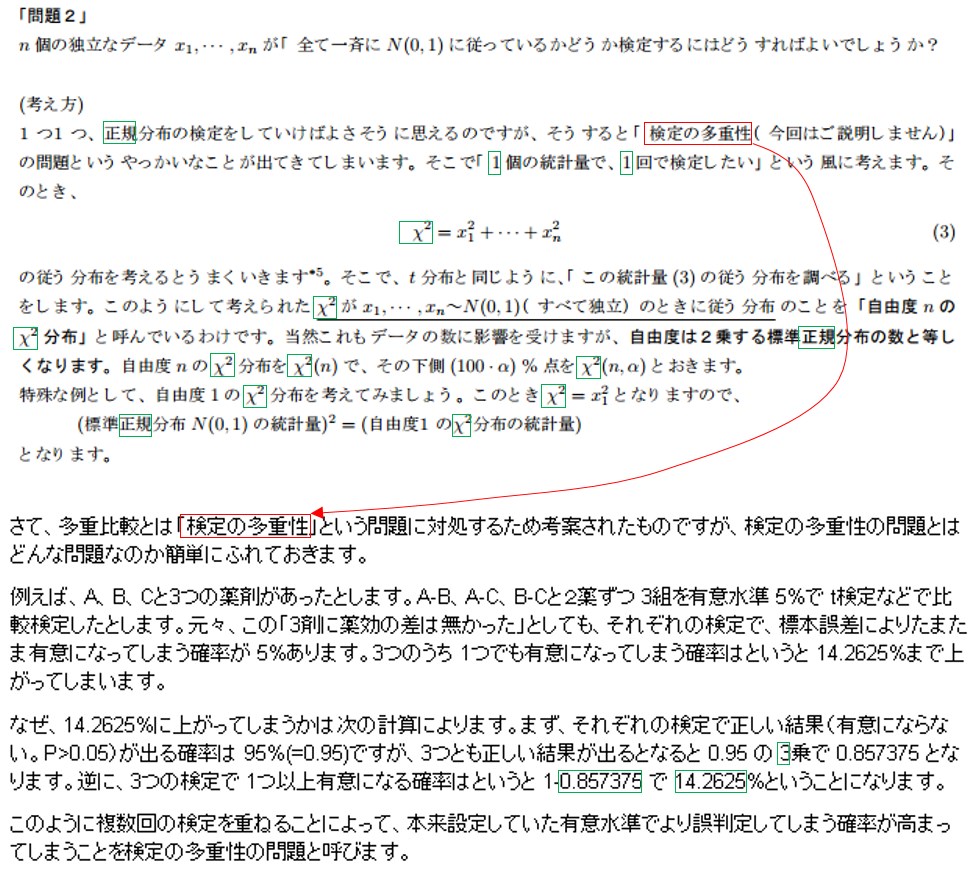 「問題２」
n 個の独立なデータ x₁, ⋯ , xₙ が「 全て一斉に N(0, 1) に従っているかどうか検定するにはどうすればよいでしょうか？
(考え方)
１つ１つ、正規分布の検定をしていけばよさそうに思えるのですが、そうすると「 検定の多重性( 今回はご説明しません)」
の問題というやっかいなことが出てきてしまいます。そこで「 1 個の統計量で、1 回で検定したい」という風に考えます。そ
のとき、
χ² = x₁² + ⋯ + xₙ² (3)
の従う分布を考えるとうまくいきます*⁵。そこで、t 分布と同じように、「 この統計量 (3) の従う分布を調べる」ということ
をします。このようにして考えられた χ² が x₁, ⋯ , xₙ～N(0, 1)( すべて独立) のときに従う分布 のことを 「自由度 n の
χ² 分布」と呼んでいるわけです。当然これもデータの数に影響を受けますが、自由度は２乗する標準正規分布の数と等し
くなります。自由度 n の χ² 分布を χ²(n) で、その下側 (100 · α) % 点を χ²(n, α) とおきます。
特殊な例として、自由度 1 の χ² 分布を考えてみましょう。このとき χ² = x₁² となりますので、
(標準正規分布 N(0, 1) の統計量)² = (自由度1 の χ² 分布の統計量)
となります。
さて、多重比較とは「検定の多重性」という問題に対処するため考案されたものですが、検定の多重性の問題とは
どんな問題なのか簡単にふれておきます。
例えば、A、B、Cと3つの薬剤があったとします。A-B、A-C、B-Cと２薬ずつ 3組を有意水準 5%で t検定などで比
較検定したとします。元々、この「3剤に薬効の差は無かった」としても、それぞれの検定で、標本誤差によりたまた
ま有意になってしまう確率が 5%あります。3つのうち 1つでも有意になってしまう確率はというと 14.2625%まで上
がってしまいます。
なぜ、14.2625%に上がってしまうかは次の計算によります。まず、それぞれの検定で正しい結果（有意にならな
い。P>0.05）が出る確率は 95%(=0.95)ですが、3つとも正しい結果が出るとなると 0.95 の 3乗で 0.857375 とな
ります。逆に、3つの検定で 1つ以上有意になる確率はというと 1-0.857375 で 14.2625%ということになります。
このように複数回の検定を重ねることによって、本来設定していた有意水準でより誤判定してしまう確率が高まっ
てしまうことを検定の多重性の問題と呼びます。